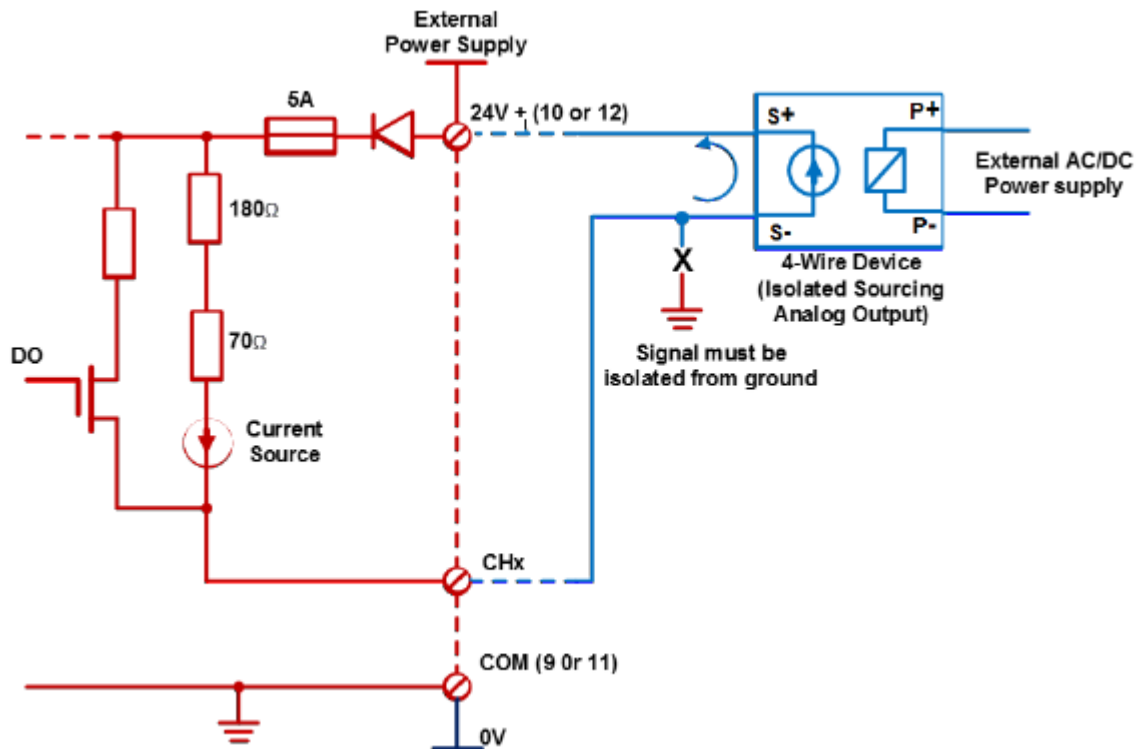 External
Power Supply
5A
24V + (10 or 12)
S+
P+
External AC/DC
Power supply
180Ω
S-
P-
X
4-Wire Device
(Isolated Sourcing
Analog Output)
70Ω
DO
Signal must be
isolated from ground
Current
Source
CHx
COM (9 0r 11)
0V